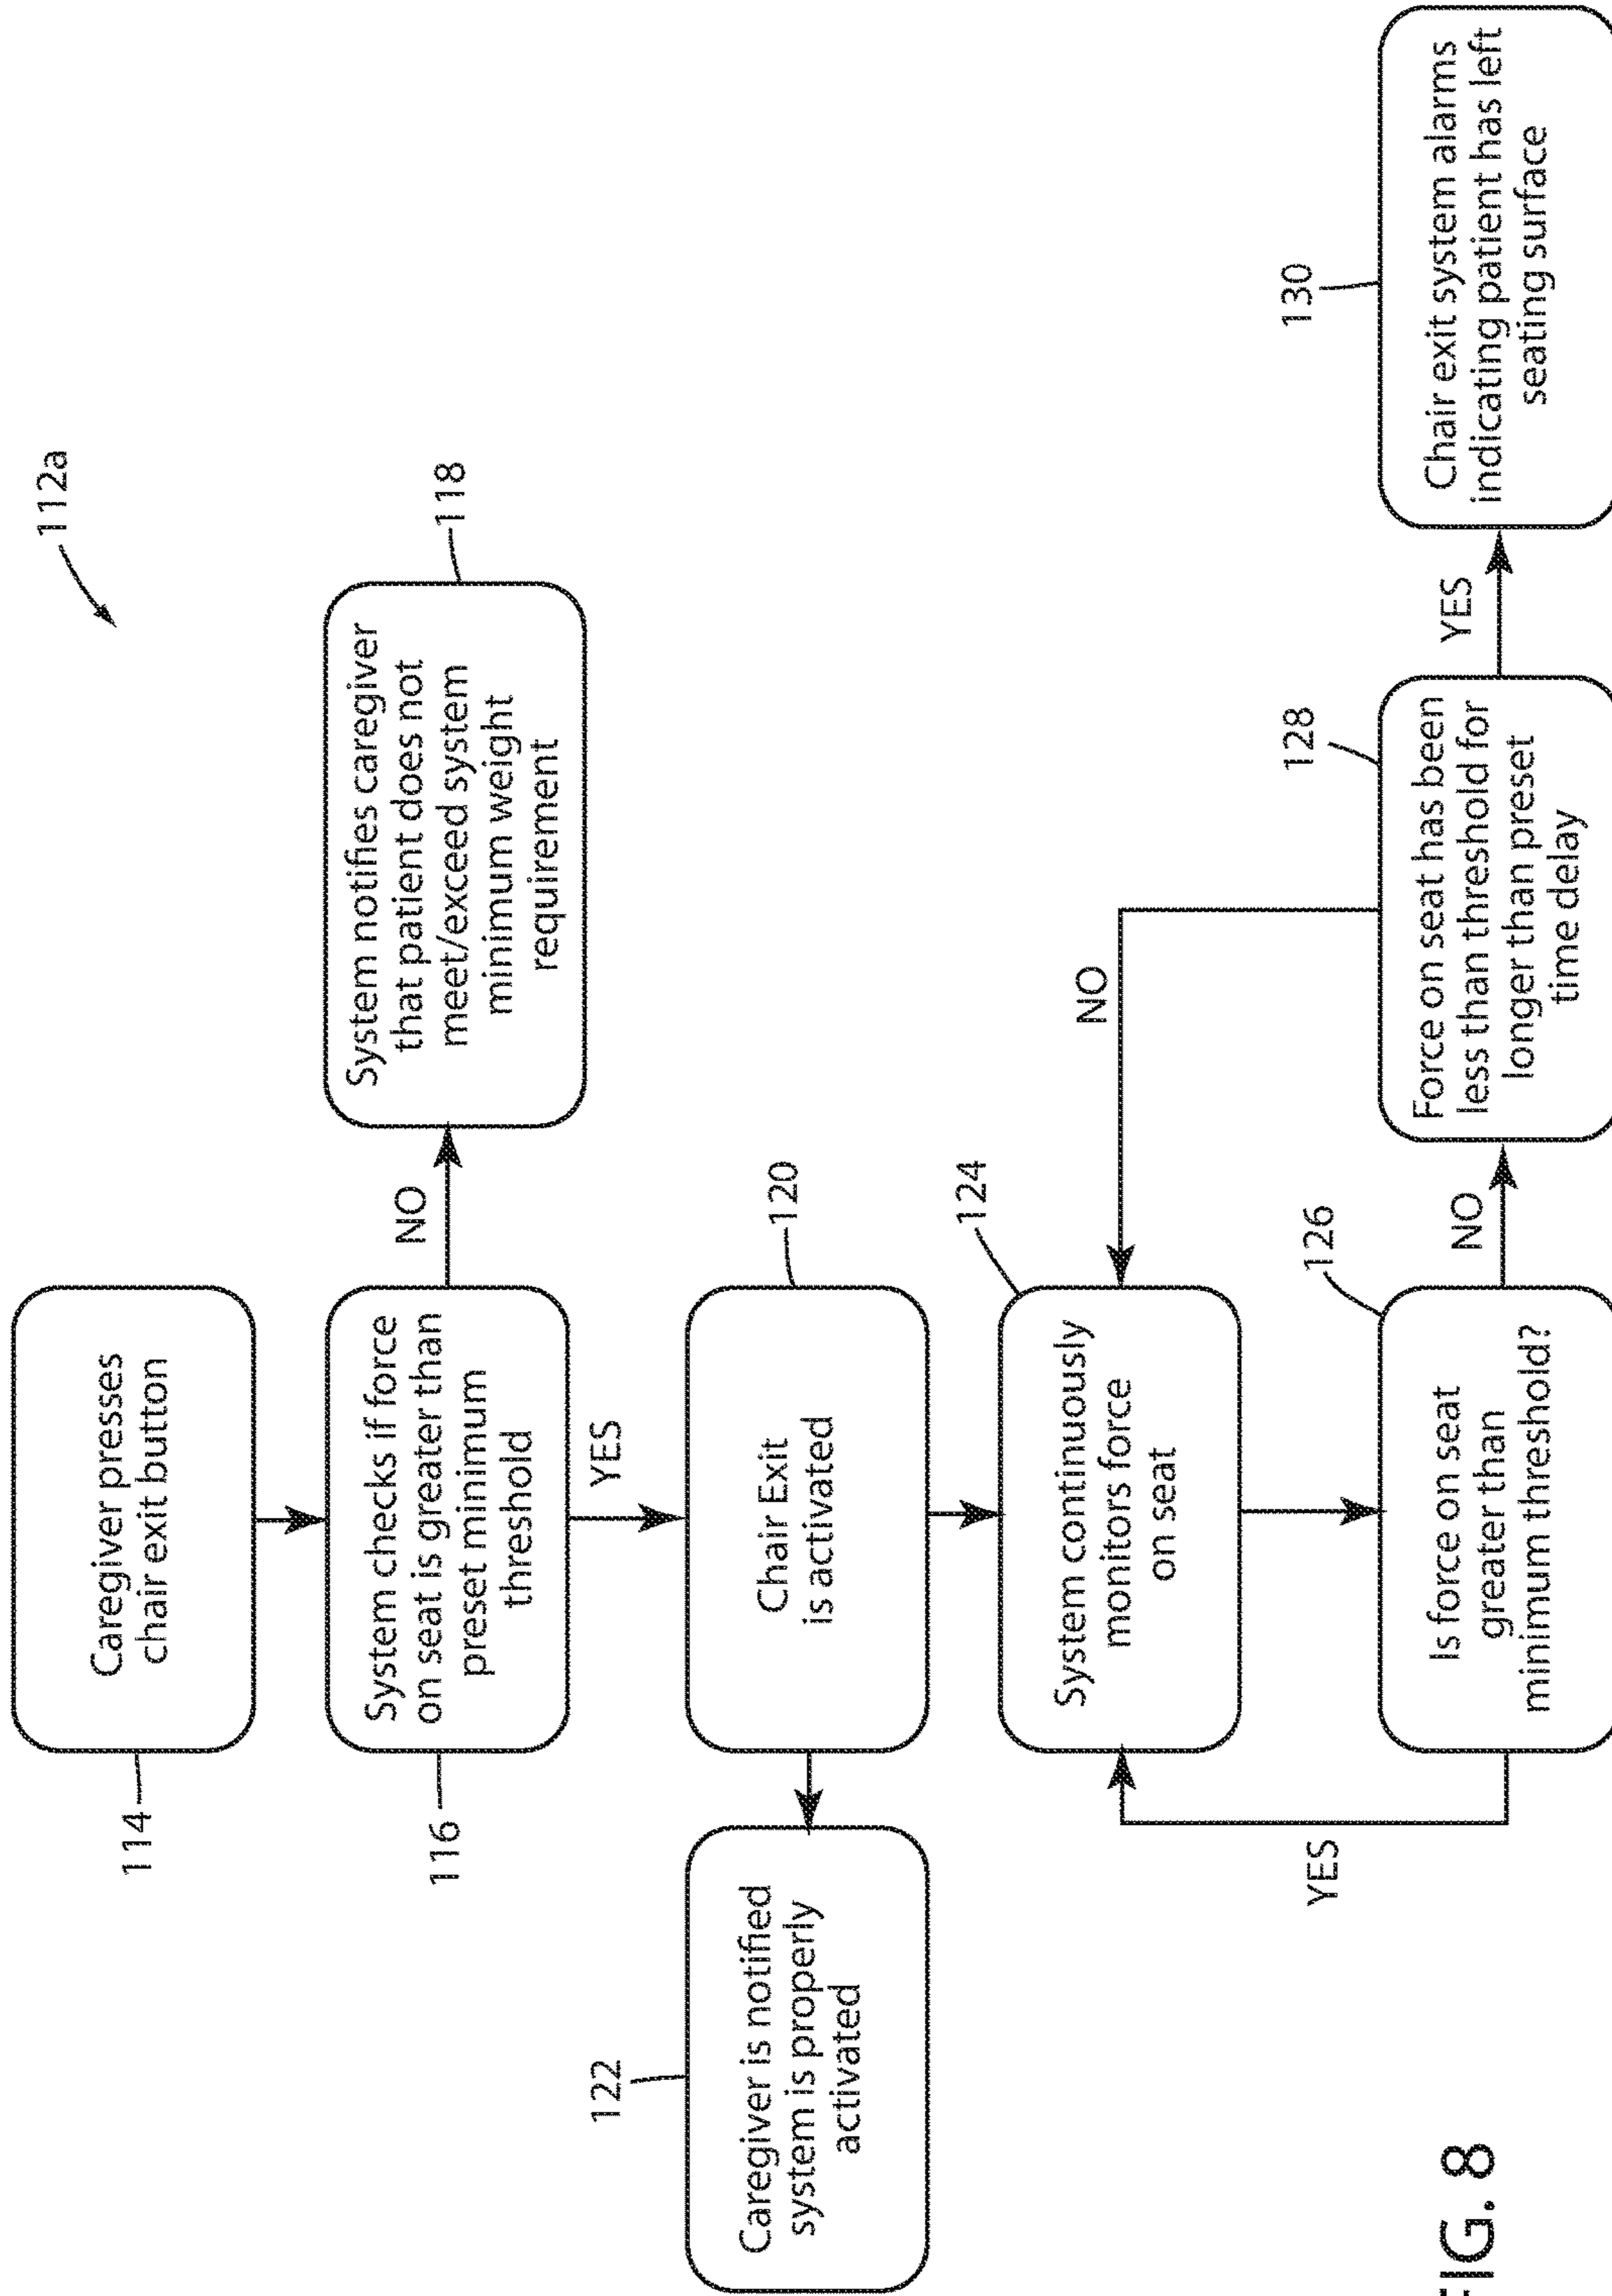 112a
114
Caregiver presses
chair exit button
116
System checks if force
on seat is greater than
preset minimum
threshold
NO
System notifies caregiver
that patient does not
meet/exceed system
minimum weight
requirement
118
YES
122
Caregiver is notified
system is properly
activated
Chair Exit
is activated
120
124
System continuously
monitors force
on seat
NO
YES
126
Is force on seat
greater than
minimum threshold?
NO
128
Force on seat has been
less than threshold for
longer than preset
time delay
YES
130
Chair exit system alarms
indicating patient has left
seating surface
FIG. 8